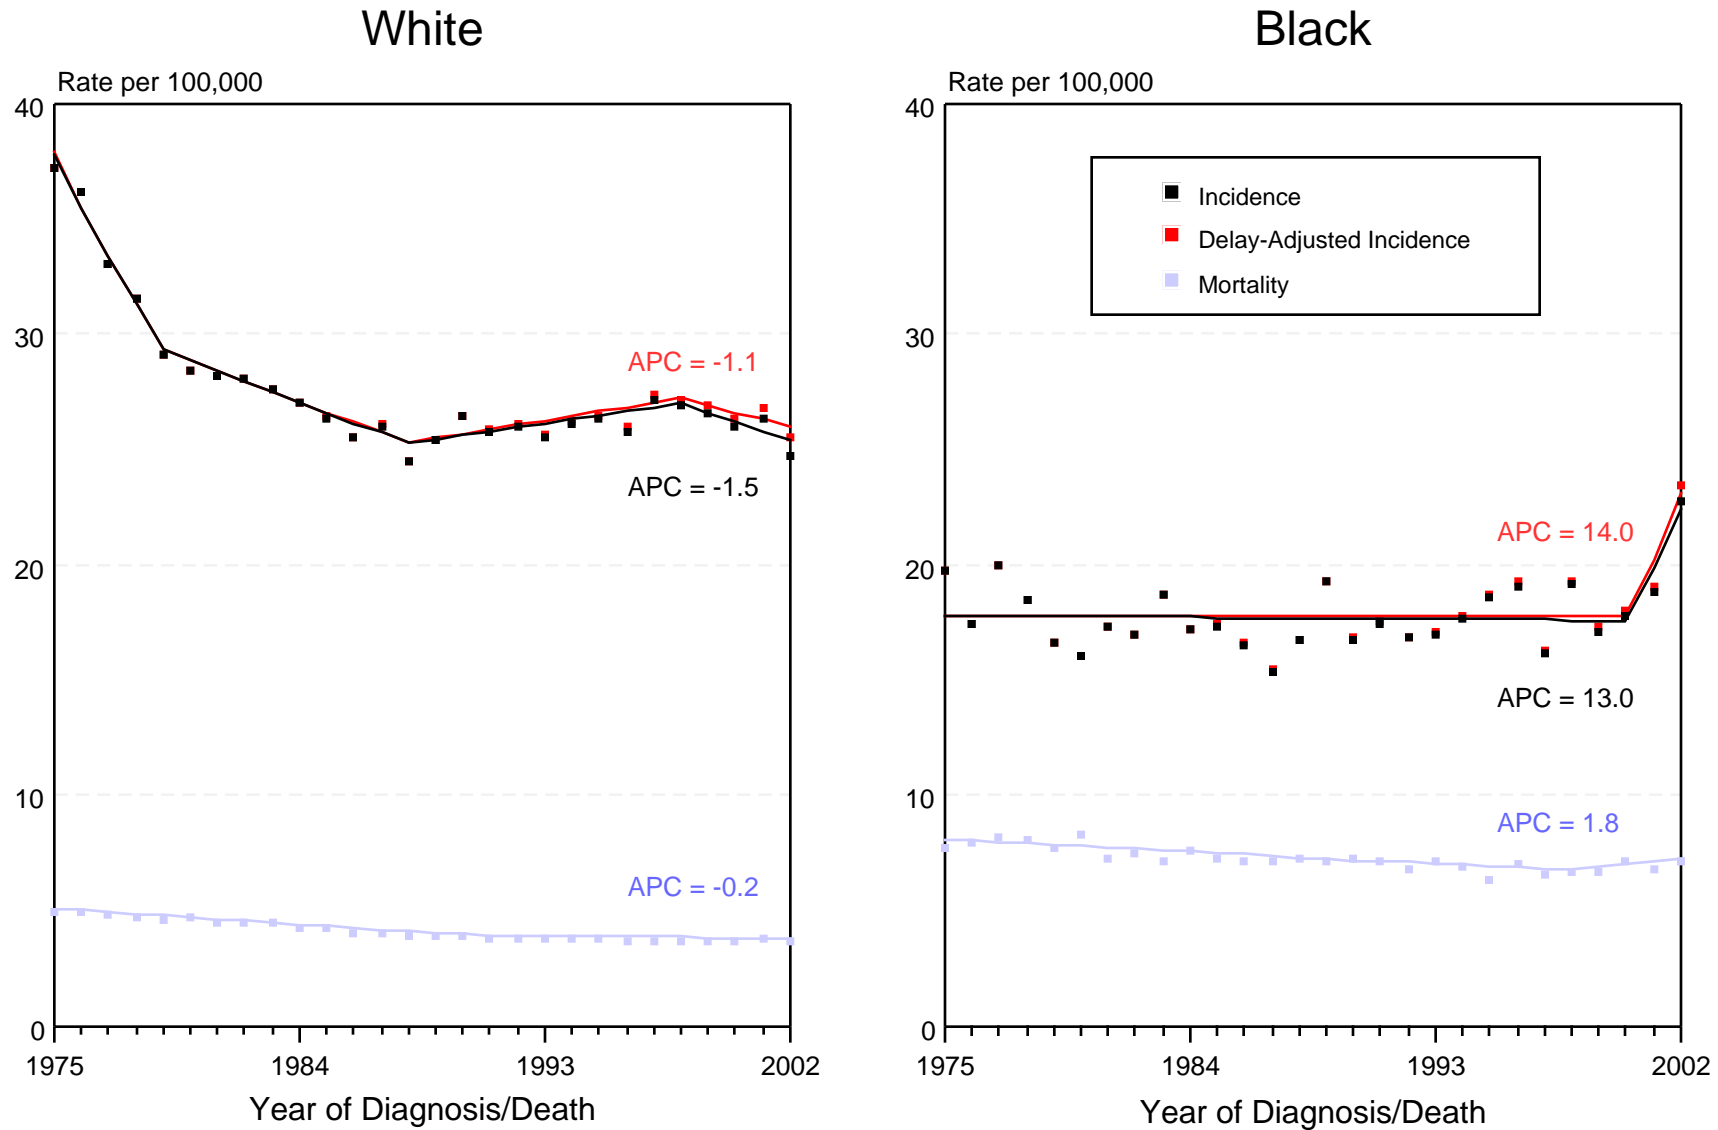 White
Rate per 100,000
40
30
20
10
0
APC = -1.1
APC = -1.5
APC = -0.2
1975
1984
1993
2002
Year of Diagnosis/Death
Black
Rate per 100,000
40
30
20
10
0
Incidence
Delay-Adjusted Incidence
Mortality
APC = 14.0
APC = 13.0
APC = 1.8
1975
1984
1993
2002
Year of Diagnosis/Death